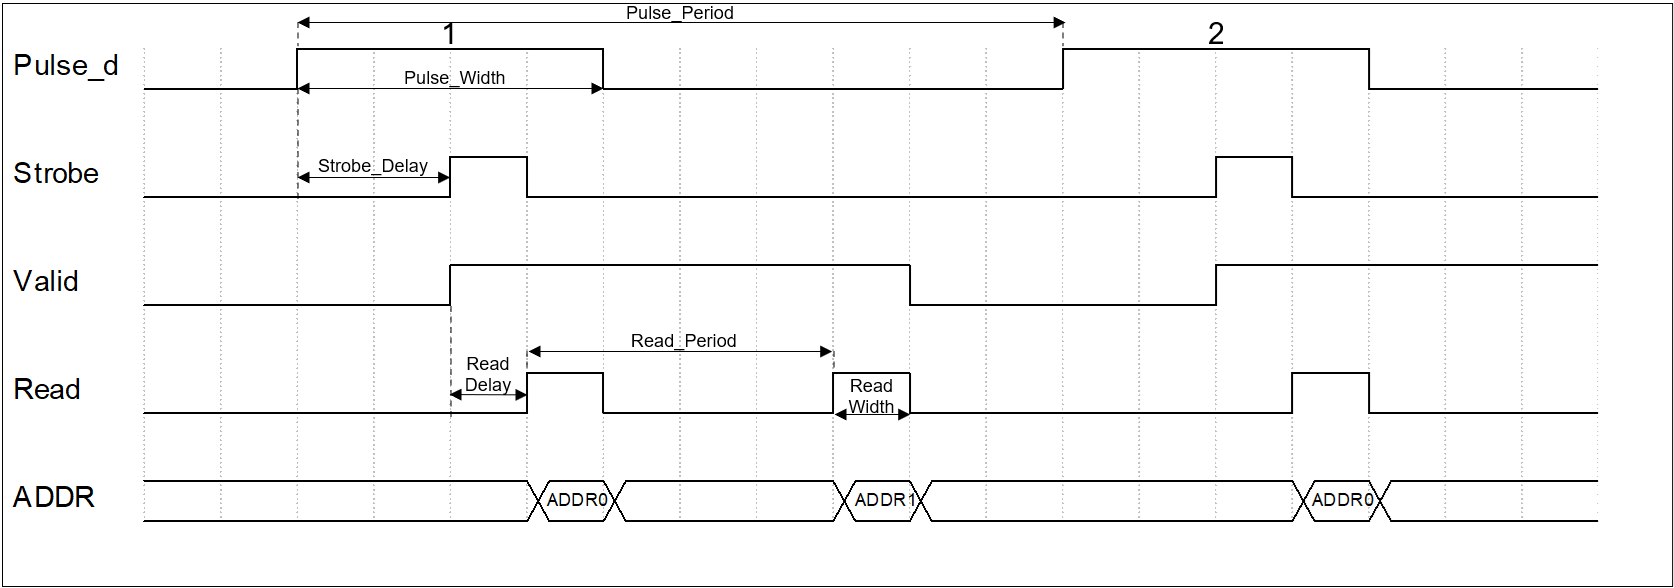 Pulse_Period
1
2
Pulse_d
Pulse_Width
Strobe
Strobe_Delay
Valid
Read_Period
Read
Delay
Read
Read
Width
ADDR
ADDR0
ADDR1
ADDR0